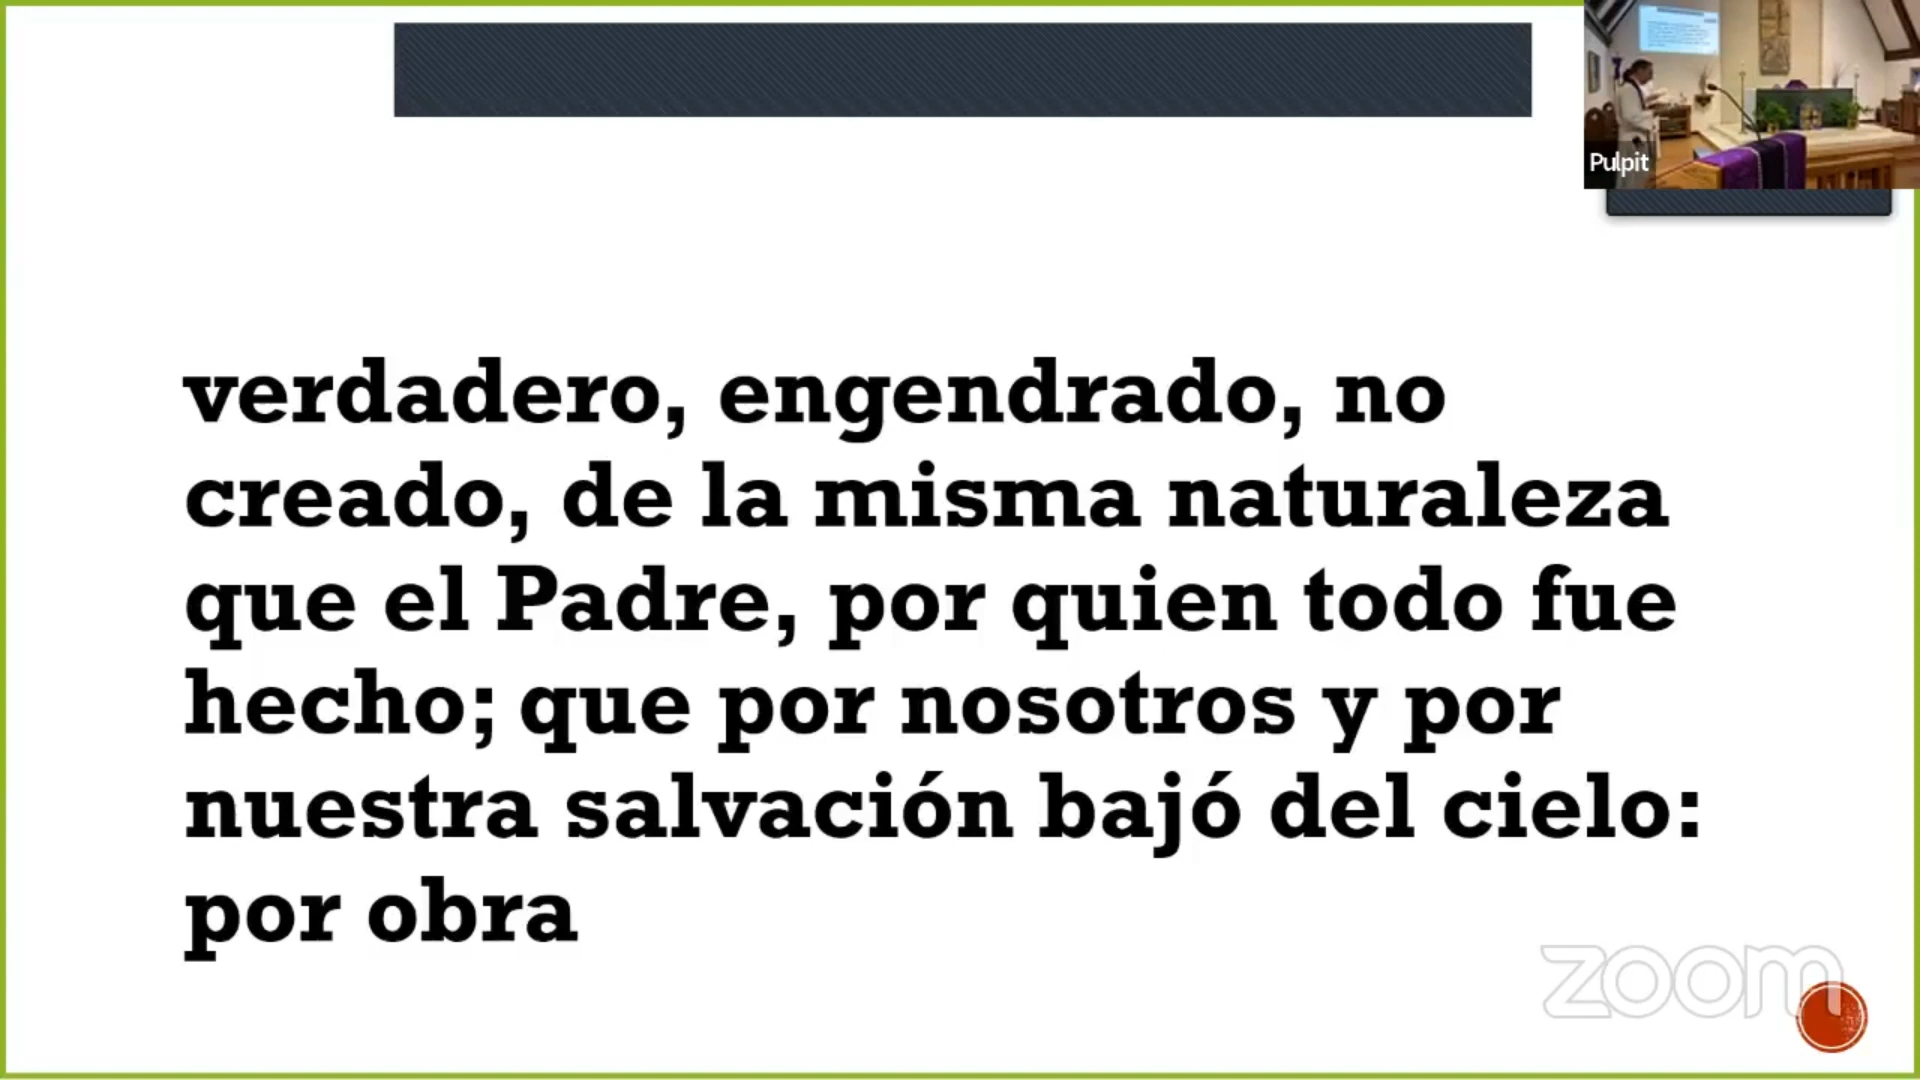 Pulpit
verdadero, engendrado, no
creado, de la misma naturaleza
que el Padre, por quien todo fue
hecho; que por nosotros y por
nuestra salvación bajó del cielo:
por obra
zoom